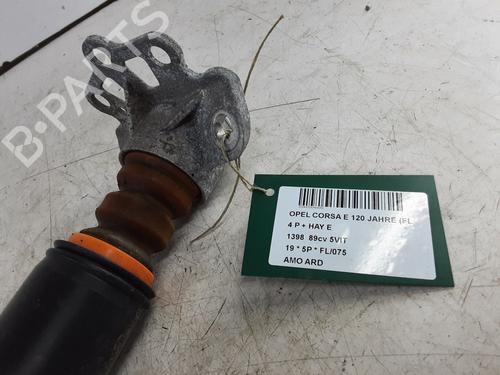 B-PARTS
OPEL CORSA E 120 JAHRE (FL
4 P + HAY E
1398 89cv 5VIT
19 * 5P * FL/075
AMO ARD